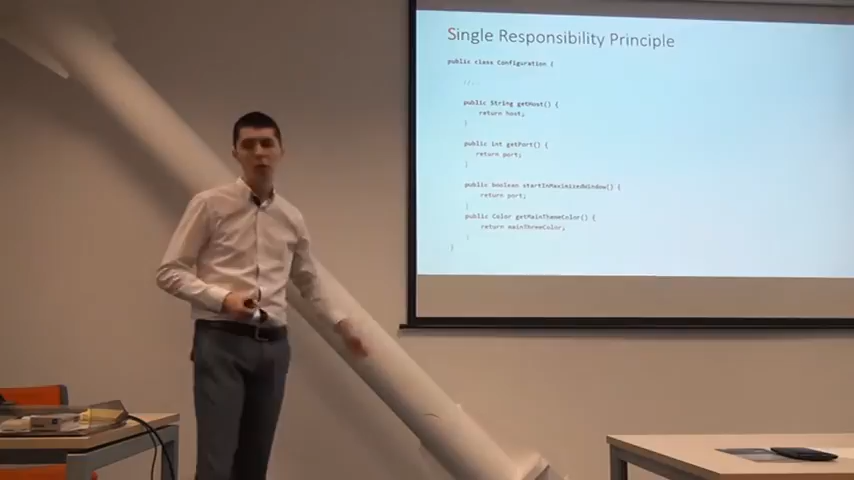 Single Responsibility Principle
public class Configuration {
//...
public String getHost() {
return host;
}
public int getPort() {
return port;
}
public boolean startInMaximizedWindow() {
return port;
}
public Color getMainThemeColor() {
return mainThreeColor;
}
}